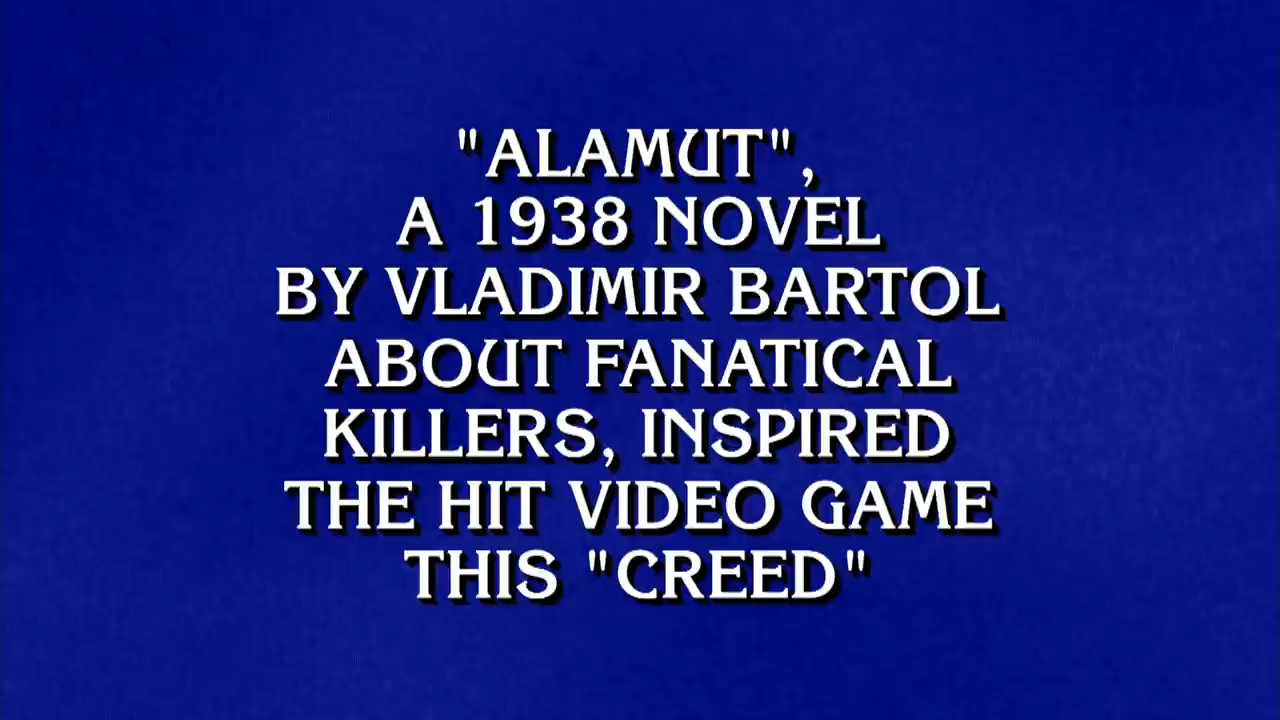 "ALAMUT",
A 1938 NOVEL
BY VLADIMIR BARTOL
ABOUT FANATICAL
KILLERS, INSPIRED
THE HIT VIDEO GAME
THIS "CREED"